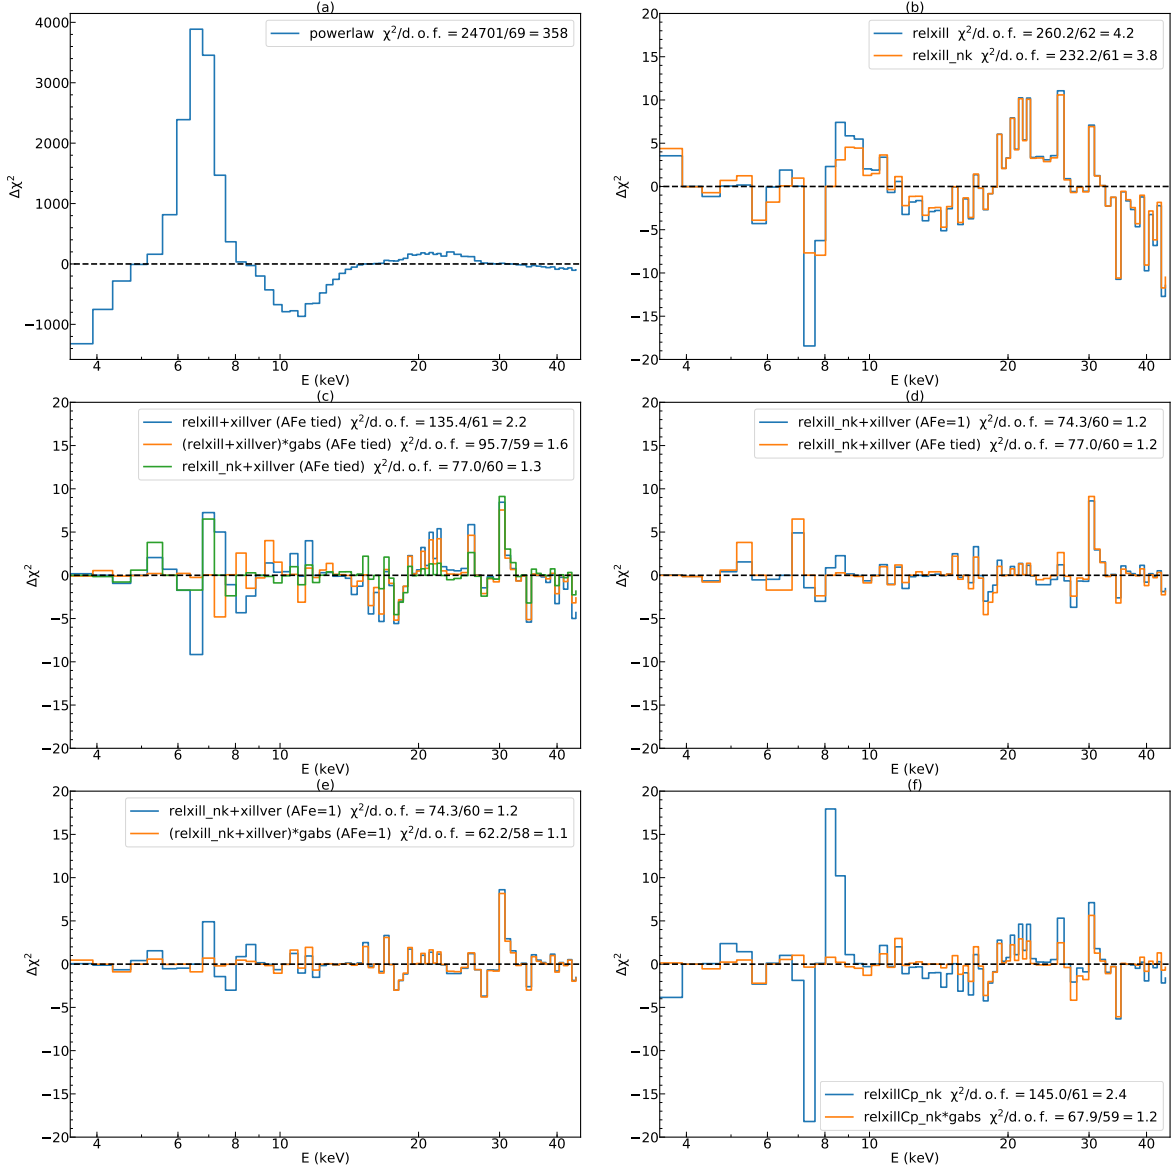 (a)
powerlaw χ²/d. o. f. = 24701/69 = 358
4000
3000
2000
1000
0
−1000
Δχ²
4 6 8 10 20 30 40
E (keV)
(b)
relxill χ²/d. o. f. = 260.2/62 = 4.2
relxill_nk χ²/d. o. f. = 232.2/61 = 3.8
20
15
10
5
0
−5
−10
−15
−20
Δχ²
4 6 8 10 20 30 40
E (keV)
(c)
relxill+xillver (AFe tied) χ²/d. o. f. = 135.4/61 = 2.2
(relxill+xillver)*gabs (AFe tied) χ²/d. o. f. = 95.7/59 = 1.6
relxill_nk+xillver (AFe tied) χ²/d. o. f. = 77.0/60 = 1.3
20
15
10
5
0
−5
−10
−15
−20
Δχ²
4 6 8 10 20 30 40
E (keV)
(d)
relxill_nk+xillver (AFe=1) χ²/d. o. f. = 74.3/60 = 1.2
relxill_nk+xillver (AFe tied) χ²/d. o. f. = 77.0/60 = 1.2
20
15
10
5
0
−5
−10
−15
−20
Δχ²
4 6 8 10 20 30 40
E (keV)
(e)
relxill_nk+xillver (AFe=1) χ²/d. o. f. = 74.3/60 = 1.2
(relxill_nk+xillver)*gabs (AFe=1) χ²/d. o. f. = 62.2/58 = 1.1
20
15
10
5
0
−5
−10
−15
−20
Δχ²
4 6 8 10 20 30 40
E (keV)
(f)
20
15
10
5
0
−5
−10
−15
−20
Δχ²
relxillCp_nk χ²/d. o. f. = 145.0/61 = 2.4
relxillCp_nk*gabs χ²/d. o. f. = 67.9/59 = 1.2
4 6 8 10 20 30 40
E (keV)